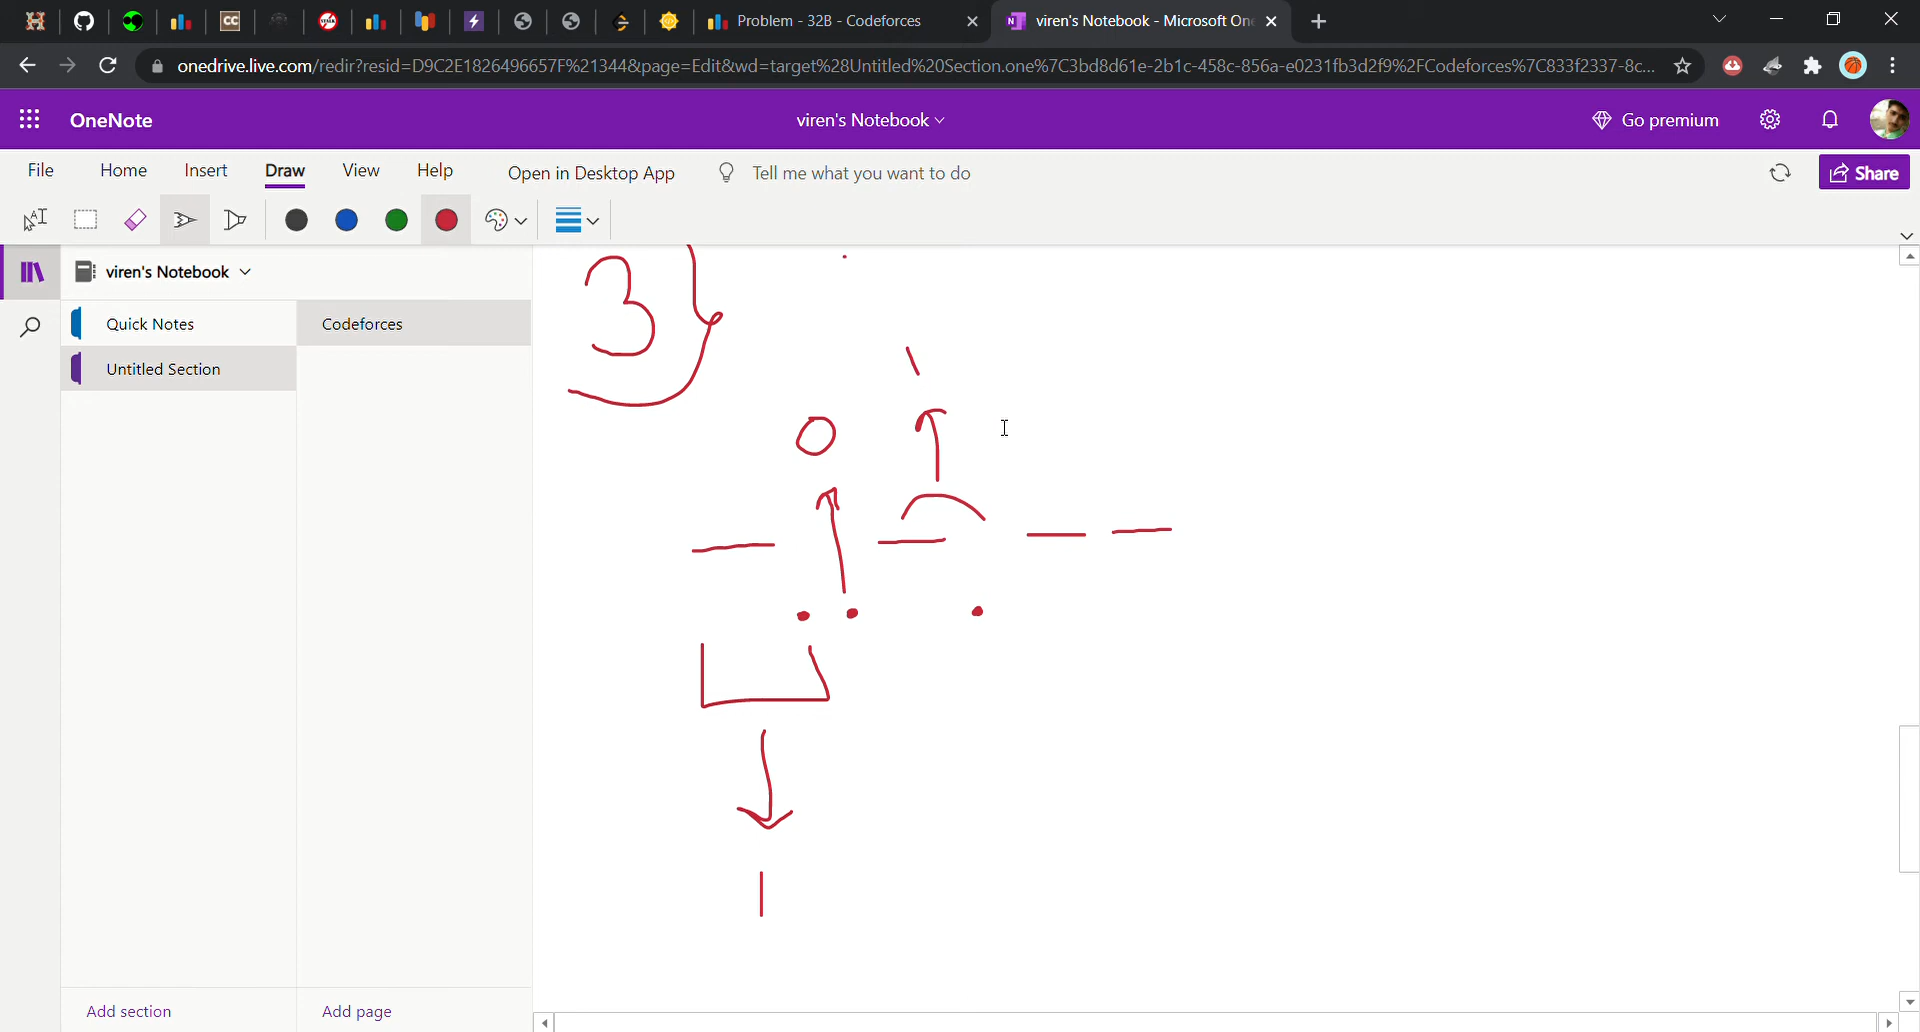 Problem - 32B - Codeforces
viren's Notebook - Microsoft On
onedrive.live.com/redir?resid=D9C2E1826496657F%21344&page=Edit&wd=target%28Untitled%20Section.one%7C3bd8d61e-2b1c-458c-856a-e0231fb3d2f9%2FCodeforces%7C833f2337-8c...
OneNote
viren's Notebook
Go premium
File Home Insert Draw View Help Open in Desktop App Tell me what you want to do
Share
viren's Notebook
Quick Notes
Untitled Section
Codeforces
3
0
1
Add section
Add page